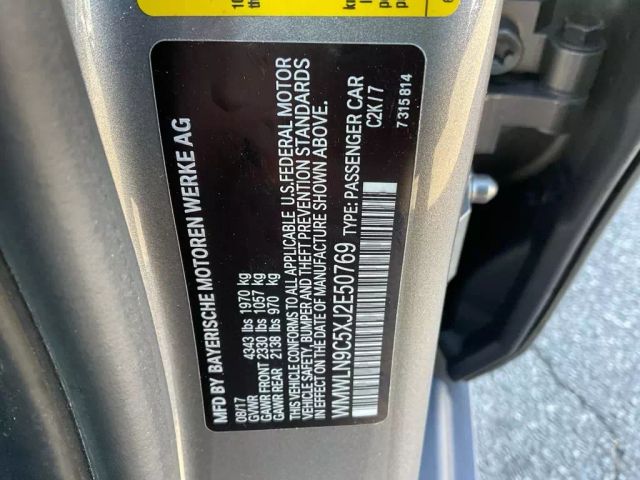 MFD BY BAYERISCHE MOTOREN WERKE AG
08/17
GAWR 4343 lbs 1970 kg
GAWR FRONT 2330 lbs 1057 kg
GAWR REAR 2138 lbs 970 kg
THIS VEHICLE CONFORMS TO ALL APPLICABLE U.S. FEDERAL MOTOR
VEHICLE SAFETY, BUMPER AND THEFT PREVENTION STANDARDS
IN EFFECT ON THE DATE OF MANUFACTURE SHOWN ABOVE.
WMWLN9C5XJ2E50769 TYPE: PASSENGER CAR
C2K/7
7315814